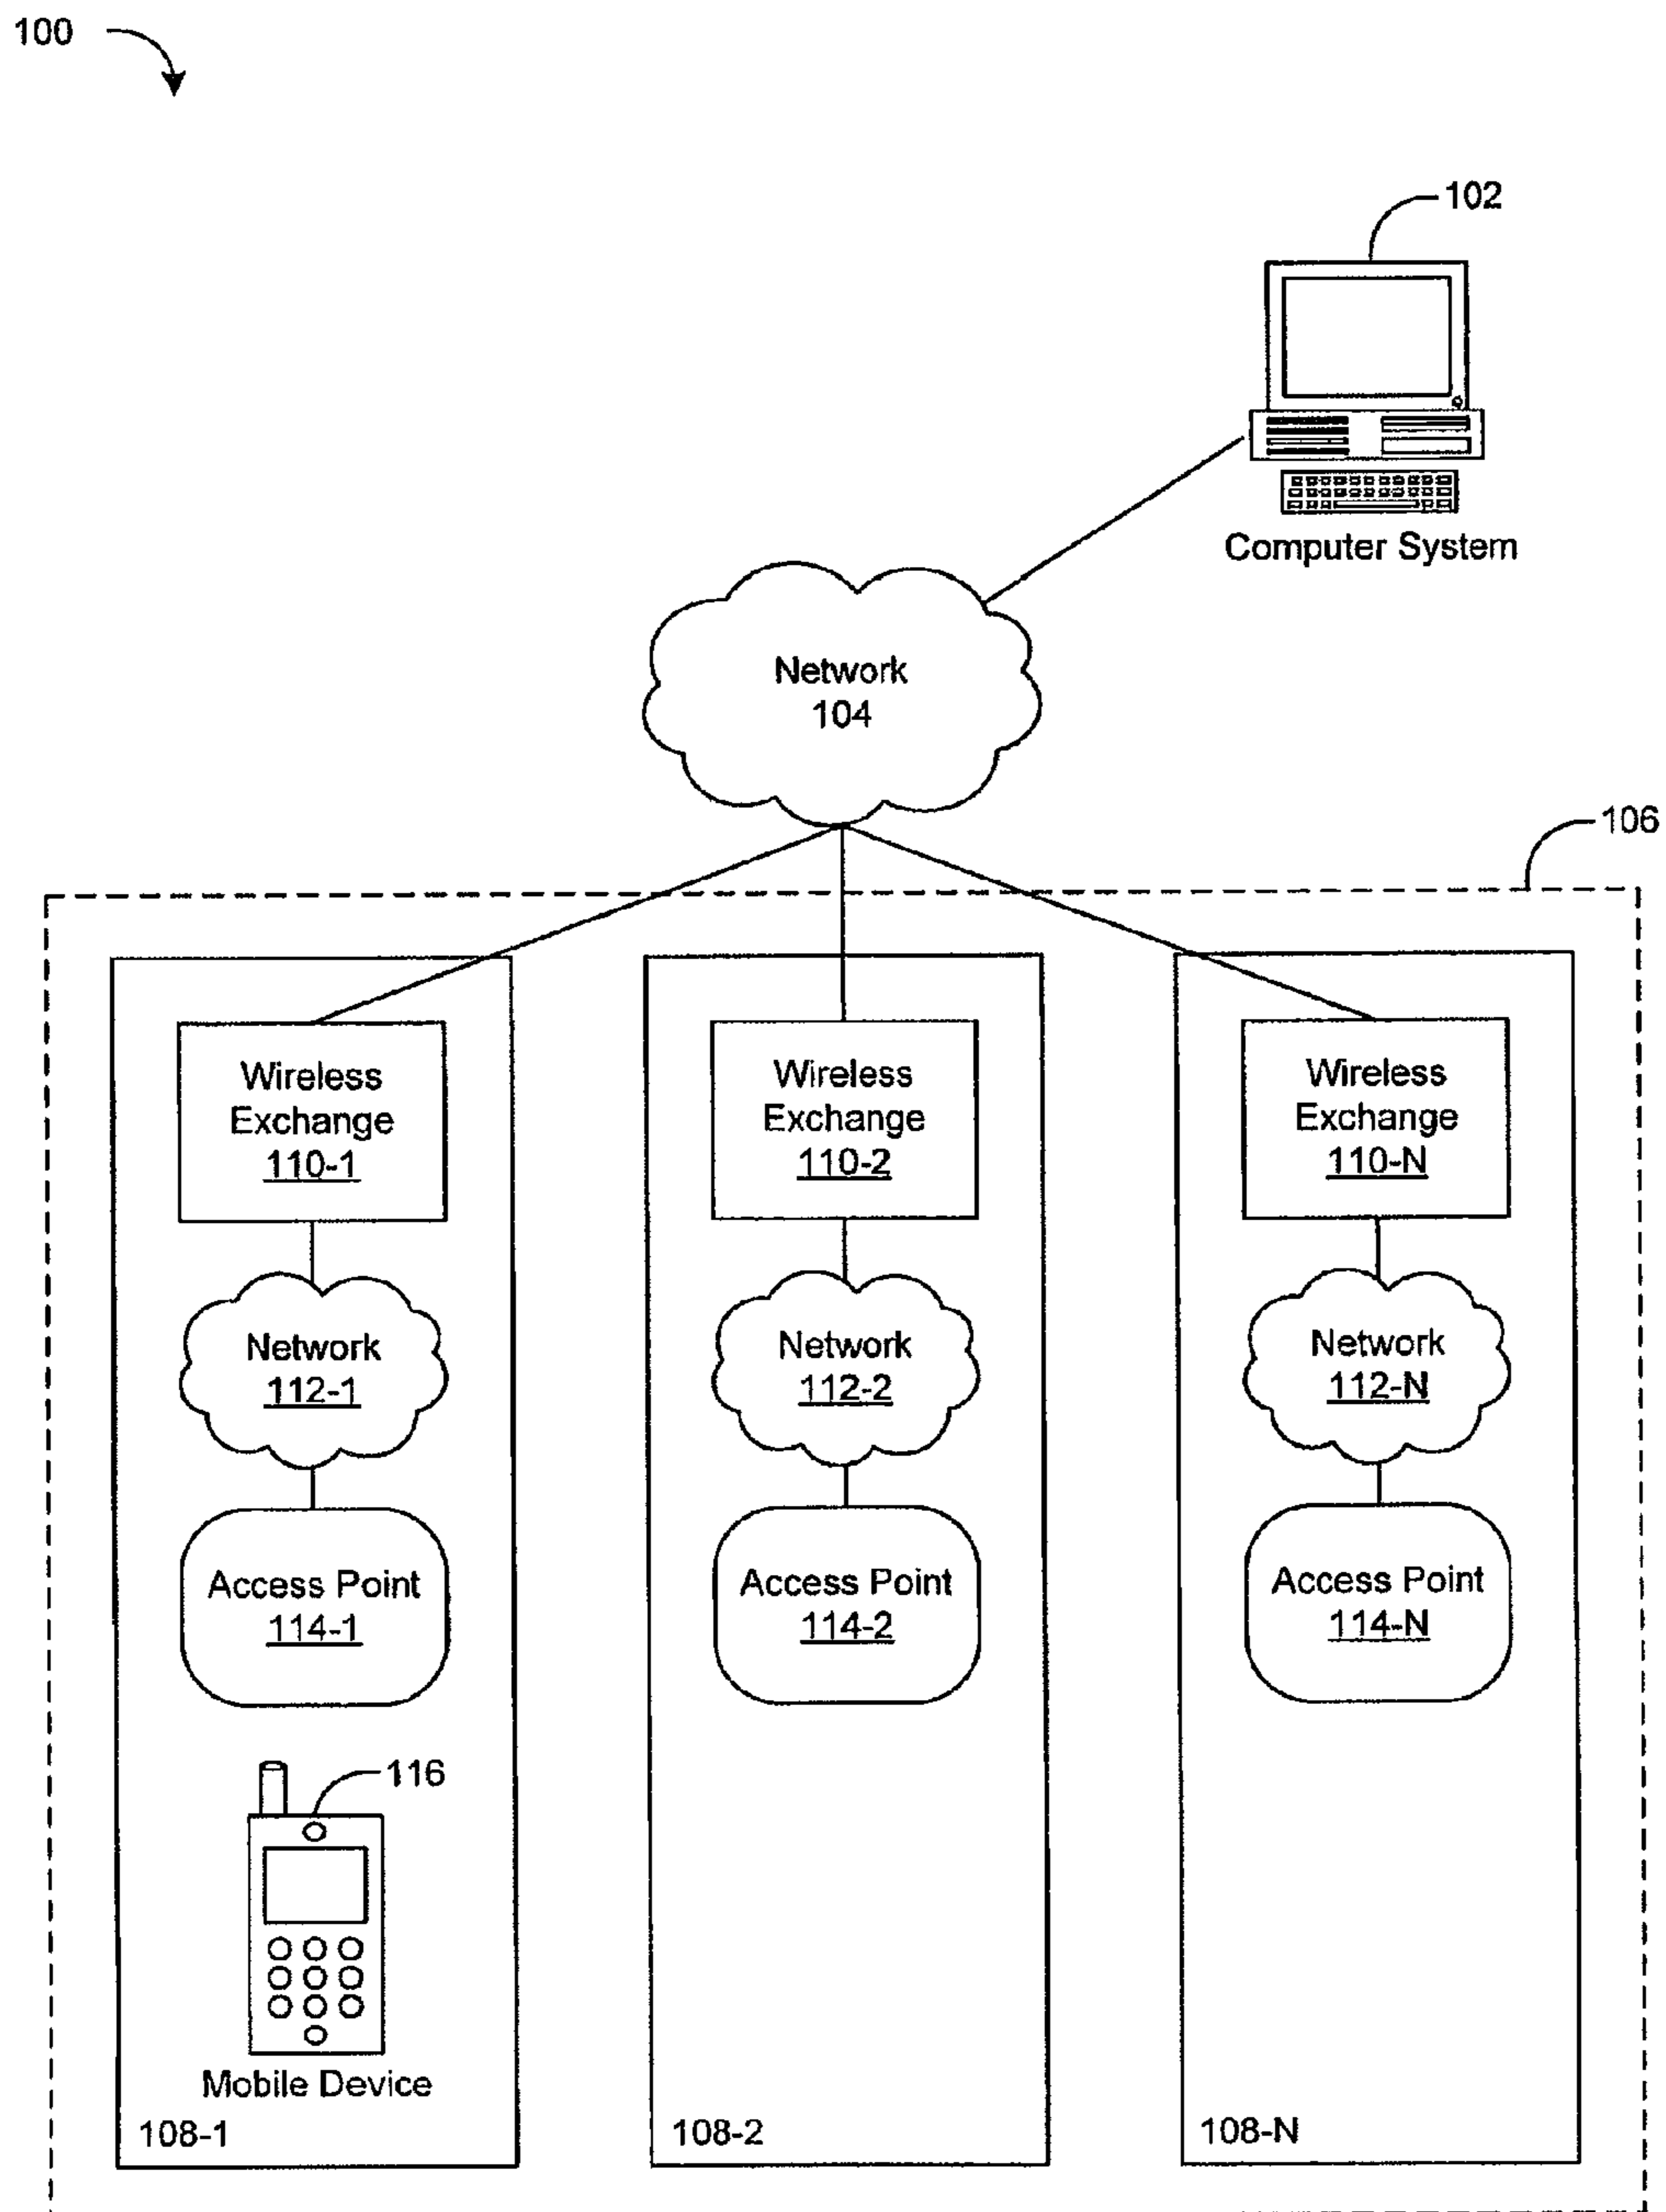 100
102
Computer System
Network
104
106
Wireless
Exchange
110-1
Wireless
Exchange
110-2
Wireless
Exchange
110-N
Network
112-1
Network
112-2
Network
112-N
Access Point
114-1
Access Point
114-2
Access Point
114-N
116
Mobile Device
108-1
108-2
108-N